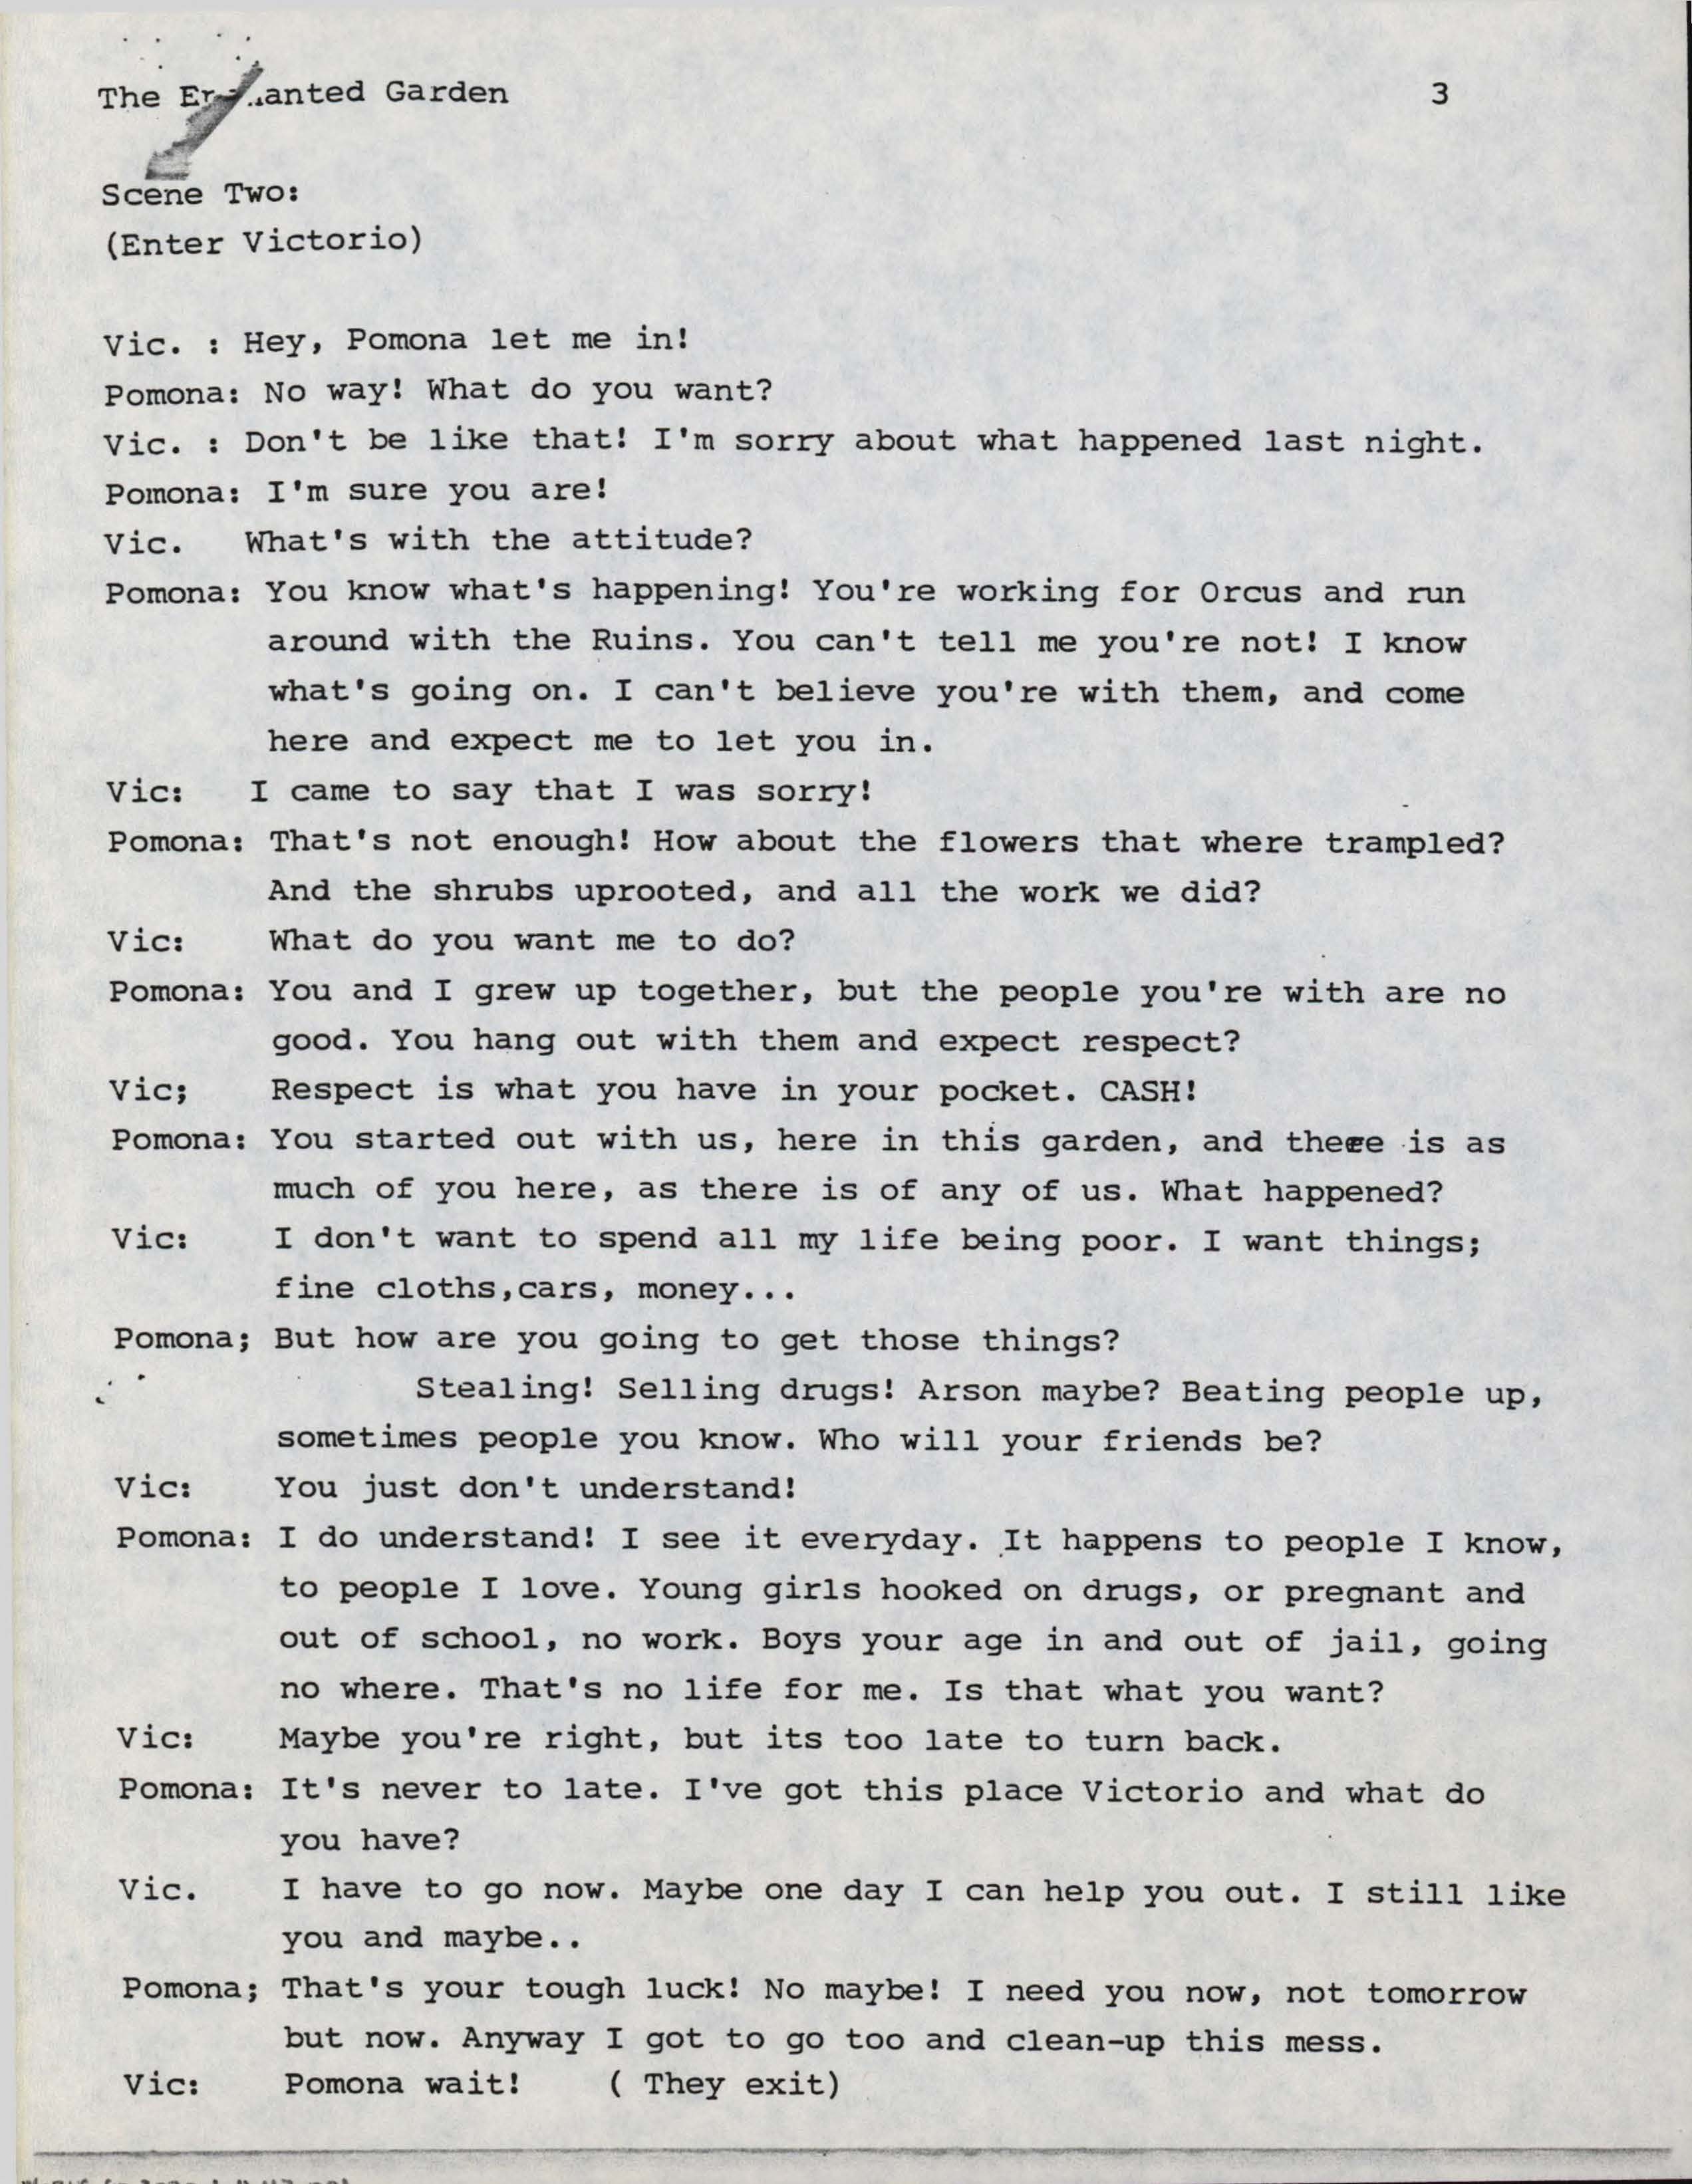 The Enchanted Garden 3
Scene Two:
(Enter Victorio)
Vic. : Hey, Pomona let me in!
Pomona: No way! What do you want?
Vic. : Don't be like that! I'm sorry about what happened last night.
Pomona: I'm sure you are!
Vic. What's with the attitude?
Pomona: You know what's happening! You're working for Orcus and run
around with the Ruins. You can't tell me you're not! I know
what's going on. I can't believe you're with them, and come
here and expect me to let you in.
Vic: I came to say that I was sorry!
Pomona: That's not enough! How about the flowers that where trampled?
And the shrubs uprooted, and all the work we did?
Vic: What do you want me to do?
Pomona: You and I grew up together, but the people you're with are no
good. You hang out with them and expect respect?
Vic; Respect is what you have in your pocket. CASH!
Pomona: You started out with us, here in this garden, and there is as
much of you here, as there is of any of us. What happened?
Vic: I don't want to spend all my life being poor. I want things;
fine cloths,cars, money...
Pomona; But how are you going to get those things?
Stealing! Selling drugs! Arson maybe? Beating people up,
sometimes people you know. Who will your friends be?
Vic: You just don't understand!
Pomona: I do understand! I see it everyday. It happens to people I know,
to people I love. Young girls hooked on drugs, or pregnant and
out of school, no work. Boys your age in and out of jail, going
no where. That's no life for me. Is that what you want?
Vic: Maybe you're right, but its too late to turn back.
Pomona: It's never to late. I've got this place Victorio and what do
you have?
Vic. I have to go now. Maybe one day I can help you out. I still like
you and maybe..
Pomona; That's your tough luck! No maybe! I need you now, not tomorrow
but now. Anyway I got to go too and clean-up this mess.
Vic: Pomona wait! ( They exit)